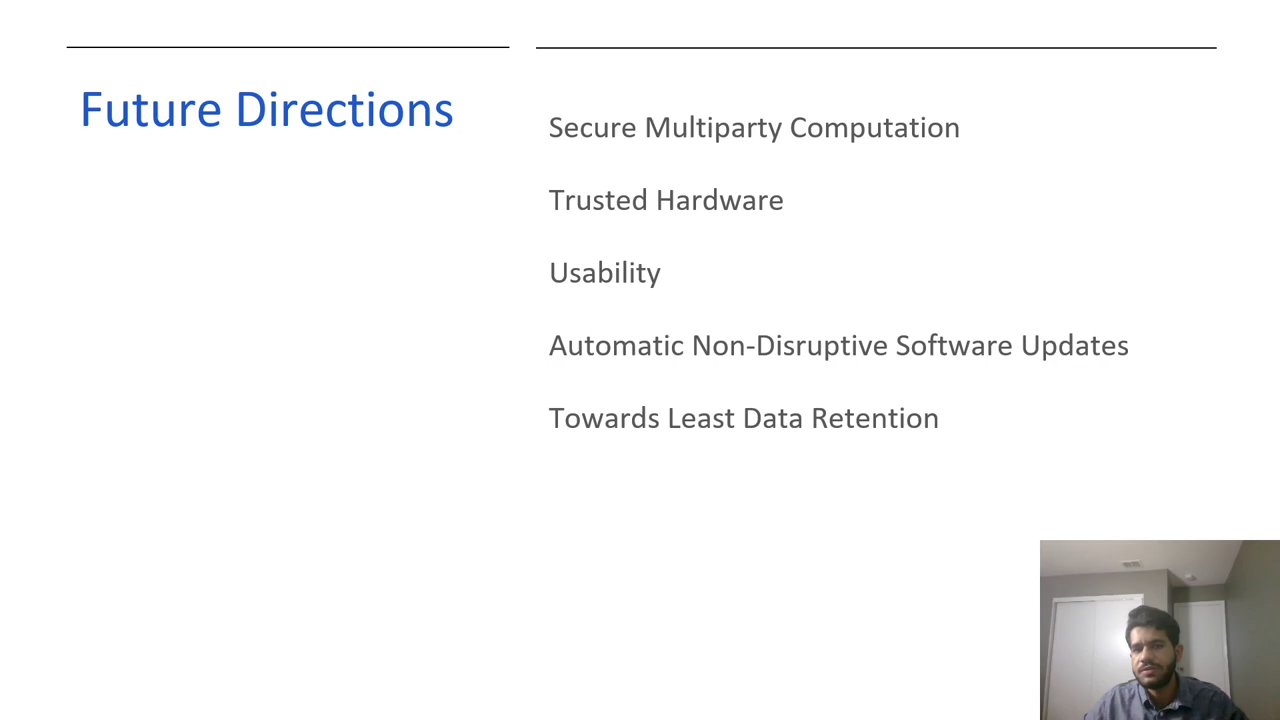 Future Directions
Secure Multiparty Computation
Trusted Hardware
Usability
Automatic Non-Disruptive Software Updates
Towards Least Data Retention